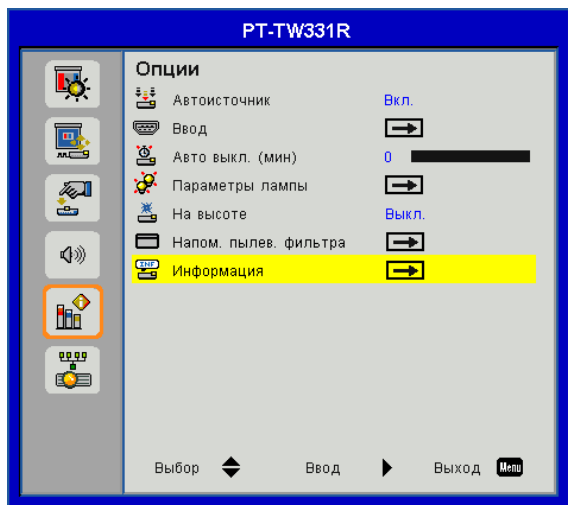 PT-TW331R
Опции
Автоисточник Вкл.
Ввод
Авто выкл. (мин) 0
Параметры лампы
На высоте Выкл.
Напом. пылев. фильтра
INF Информация
Выбор Ввод Выход Menu